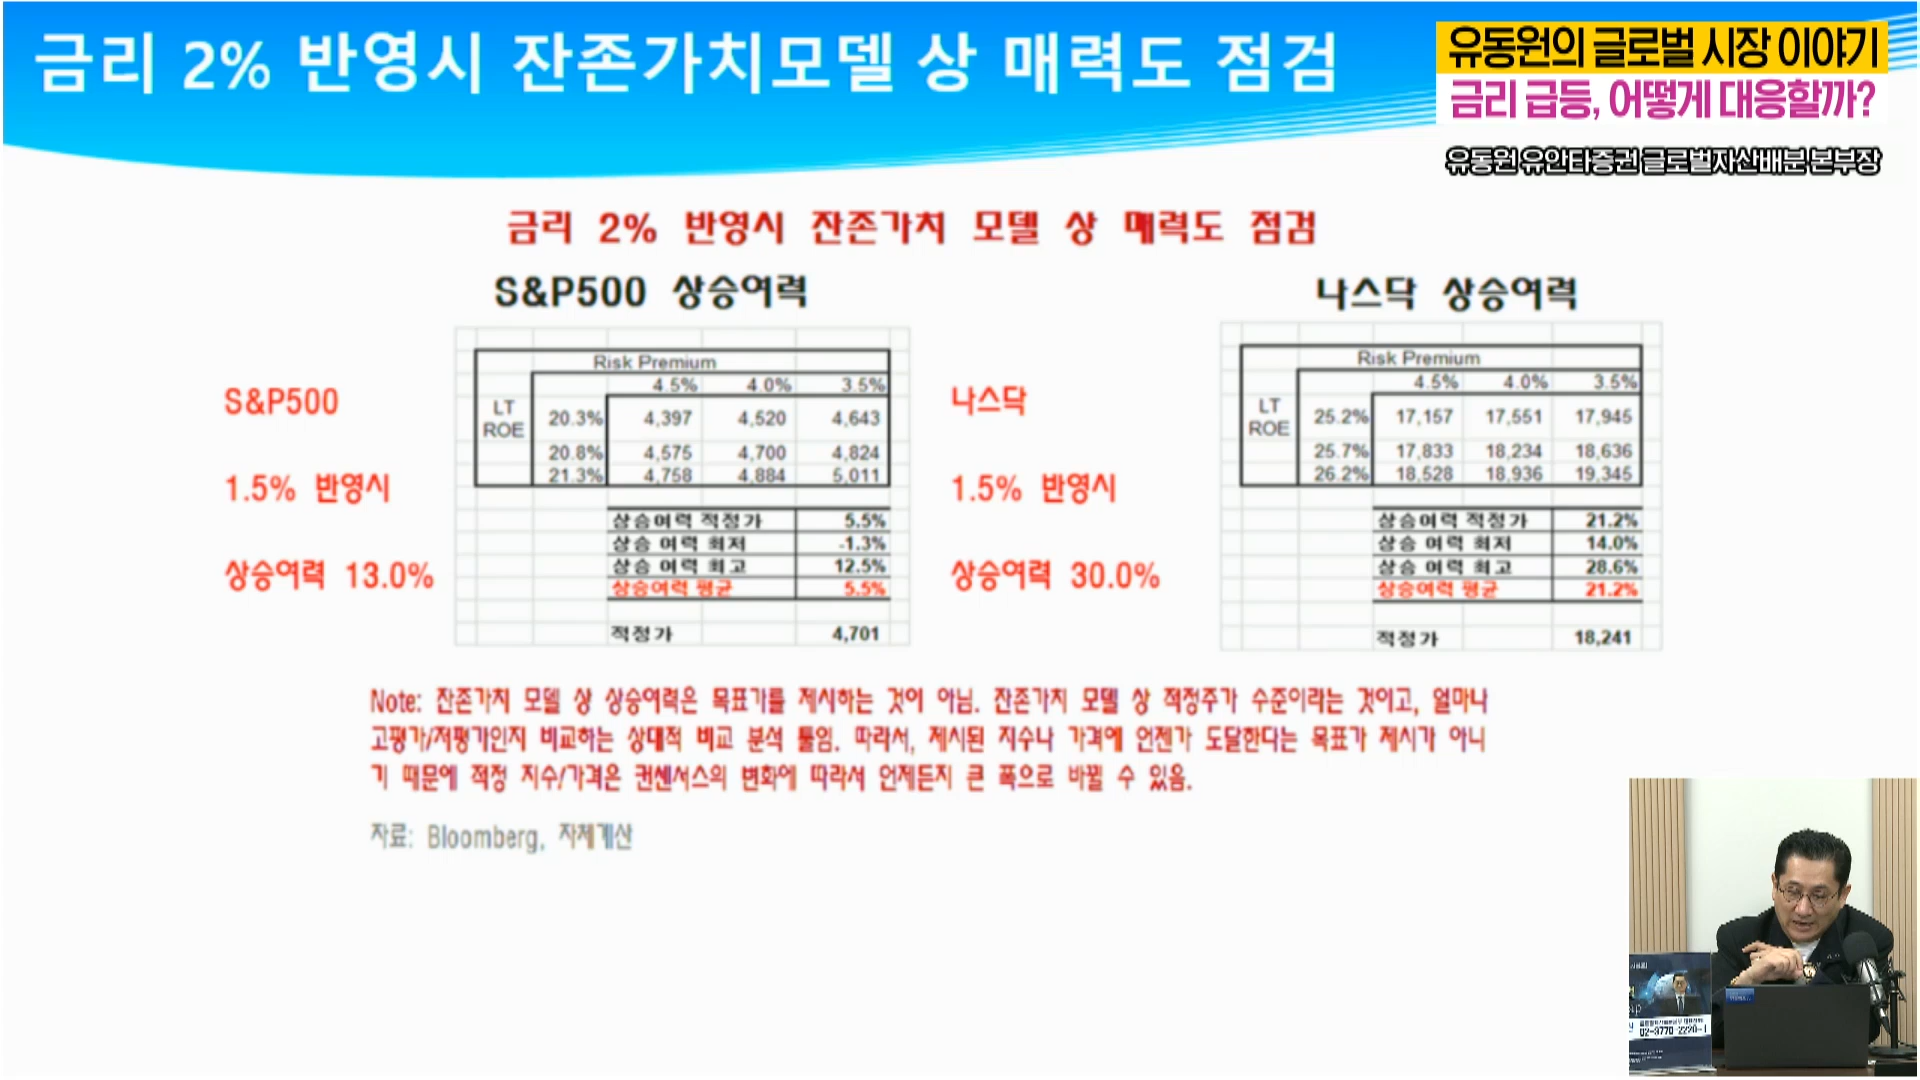 금리 2% 반영시 잔존가치모델 상 매력도 점검
유동원의 글로벌 시장 이야기
금리 급등, 어떻게 대응할까?
유동원 유안타증권 글로벌자산배분 본부장
금리 2% 반영시 잔존가치 모델 상 매력도 점검
S&P500 상승여력
S&P500
1.5% 반영시
상승여력 13.0%
Risk Premium
4.5% 4.0% 3.5%
LT ROE
20.3% 4,397 4,520 4,643
20.8% 4,575 4,700 4,824
21.3% 4,758 4,884 5,011
상승여력 적정가 5.5%
상승 여력 최저 -1.3%
상승 여력 최고 12.5%
상승여력 평균 5.5%
적정가 4,701
나스닥 상승여력
나스닥
1.5% 반영시
상승여력 30.0%
Risk Premium
4.5% 4.0% 3.5%
LT ROE
25.2% 17,157 17,551 17,945
25.7% 17,833 18,234 18,636
26.2% 18,528 18,936 19,345
상승여력 적정가 21.2%
상승 여력 최저 14.0%
상승 여력 최고 28.6%
상승여력 평균 21.2%
적정가 18,241
Note: 잔존가치 모델 상 상승여력은 목표가를 제시하는 것이 아님. 잔존가치 모델 상 적정주가 수준이라는 것이고, 얼마나
고평가/저평가인지 비교하는 상대적 비교 분석 툴임. 따라서, 제시된 지수나 가격에 언젠가 도달한다는 목표가 제시가 아니
기 때문에 적정 지수/가격은 컨센서스의 변화에 따라서 언제든지 큰 폭으로 바뀔 수 있음.
자료: Bloomberg, 자체계산
02-3770-2220~1